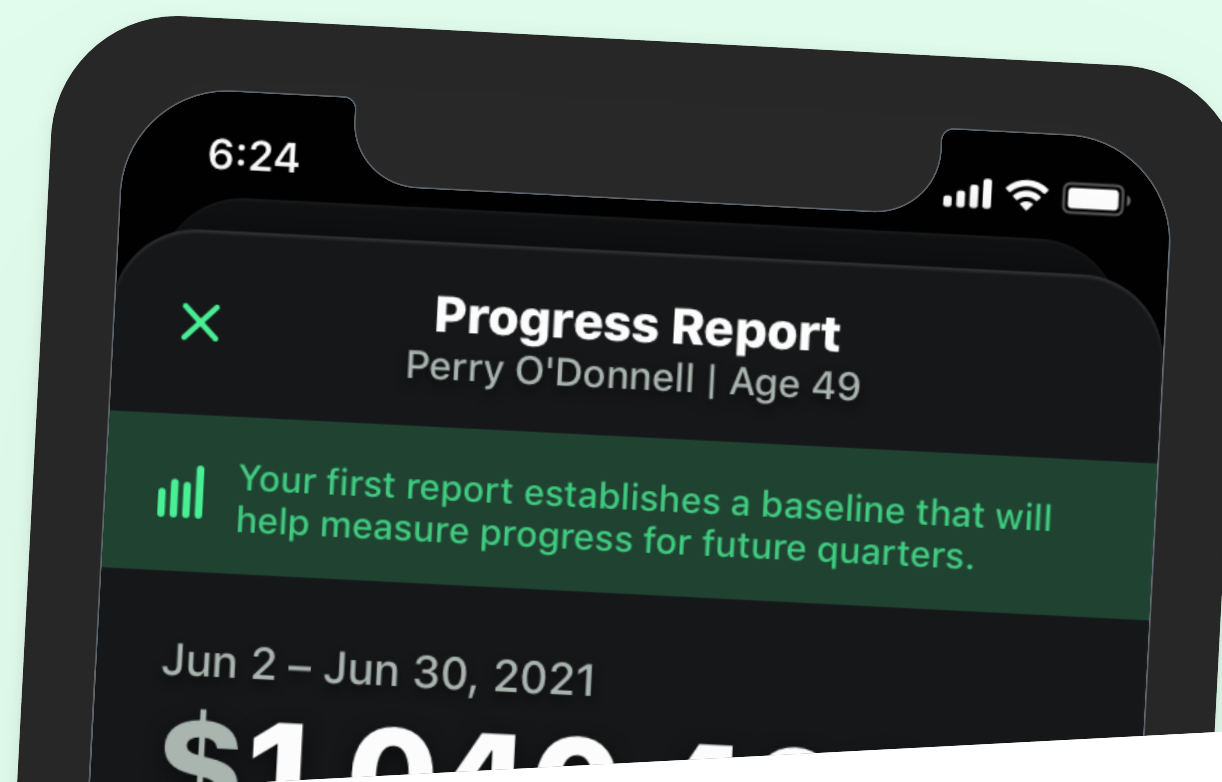 6:24
Progress Report
Perry O'Donnell | Age 49
Your first report establishes a baseline that will
help measure progress for future quarters.
Jun 2 – Jun 30, 2021